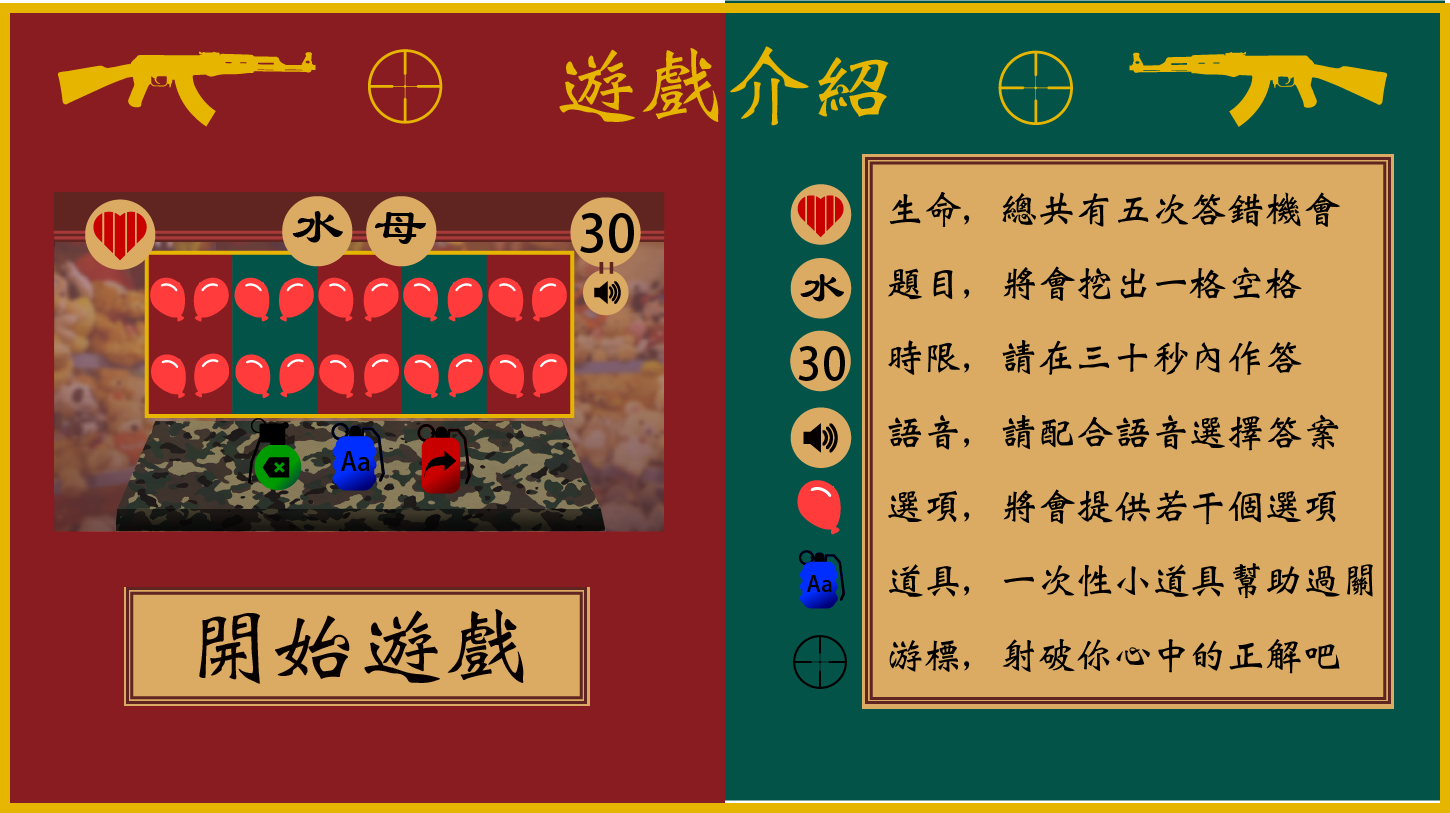 遊戲介紹
水 母 30
Aa
開始遊戲
生命, 總共有五次答錯機會
水 題目, 將會挖出一格空格
30 時限, 請在三十秒內作答
語音, 請配合語音選擇答案
選項, 將會提供若干個選項
Aa 道具, 一次性小道具幫助過關
游標, 射破你心中的正解吧